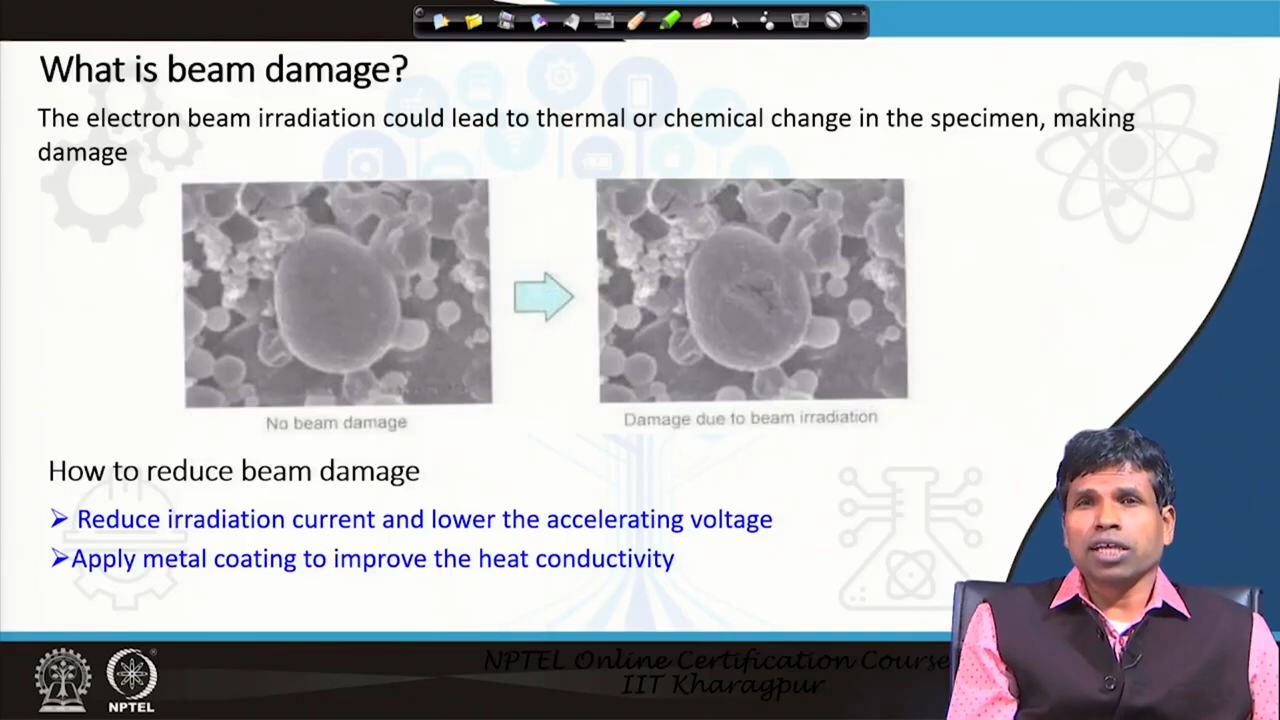 What is beam damage?
The electron beam irradiation could lead to thermal or chemical change in the specimen, making
damage
No beam damage
Damage due to beam irradiation
How to reduce beam damage
➢ Reduce irradiation current and lower the accelerating voltage
➢Apply metal coating to improve the heat conductivity
NPTEL
NPTEL Online Certification Course
IIT Kharagpur